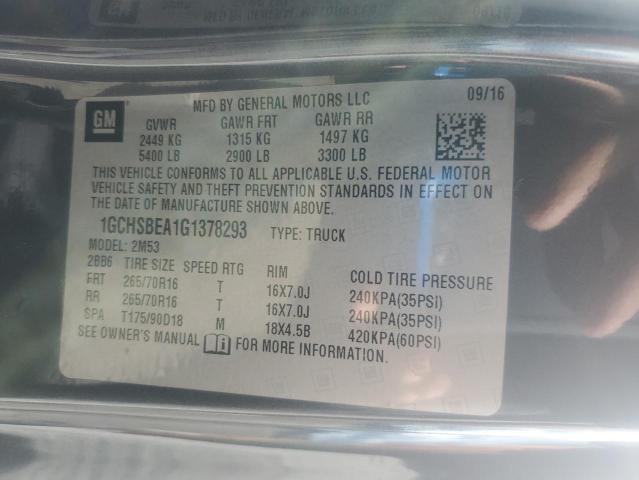 MFD BY GENERAL MOTORS LLC 09/16
GM
GVWR GAWR FRT GAWR RR
2449 KG 1315 KG 1497 KG
5400 LB 2900 LB 3300 LB
THIS VEHICLE CONFORMS TO ALL APPLICABLE U.S. FEDERAL MOTOR
VEHICLE SAFETY AND THEFT PREVENTION STANDARDS IN EFFECT ON
THE DATE OF MANUFACTURE SHOWN ABOVE.
1GCHSBEA1G1378293 TYPE: TRUCK
MODEL: 2M53
2BB6 TIRE SIZE SPEED RTG RIM COLD TIRE PRESSURE
FRT 265/70R16 T 16X7.0J 240KPA(35PSI)
RR 265/70R16 T 16X7.0J 240KPA(35PSI)
SPA T175/90D18 M 18X4.5B 420KPA(60PSI)
SEE OWNER'S MANUAL FOR MORE INFORMATION.